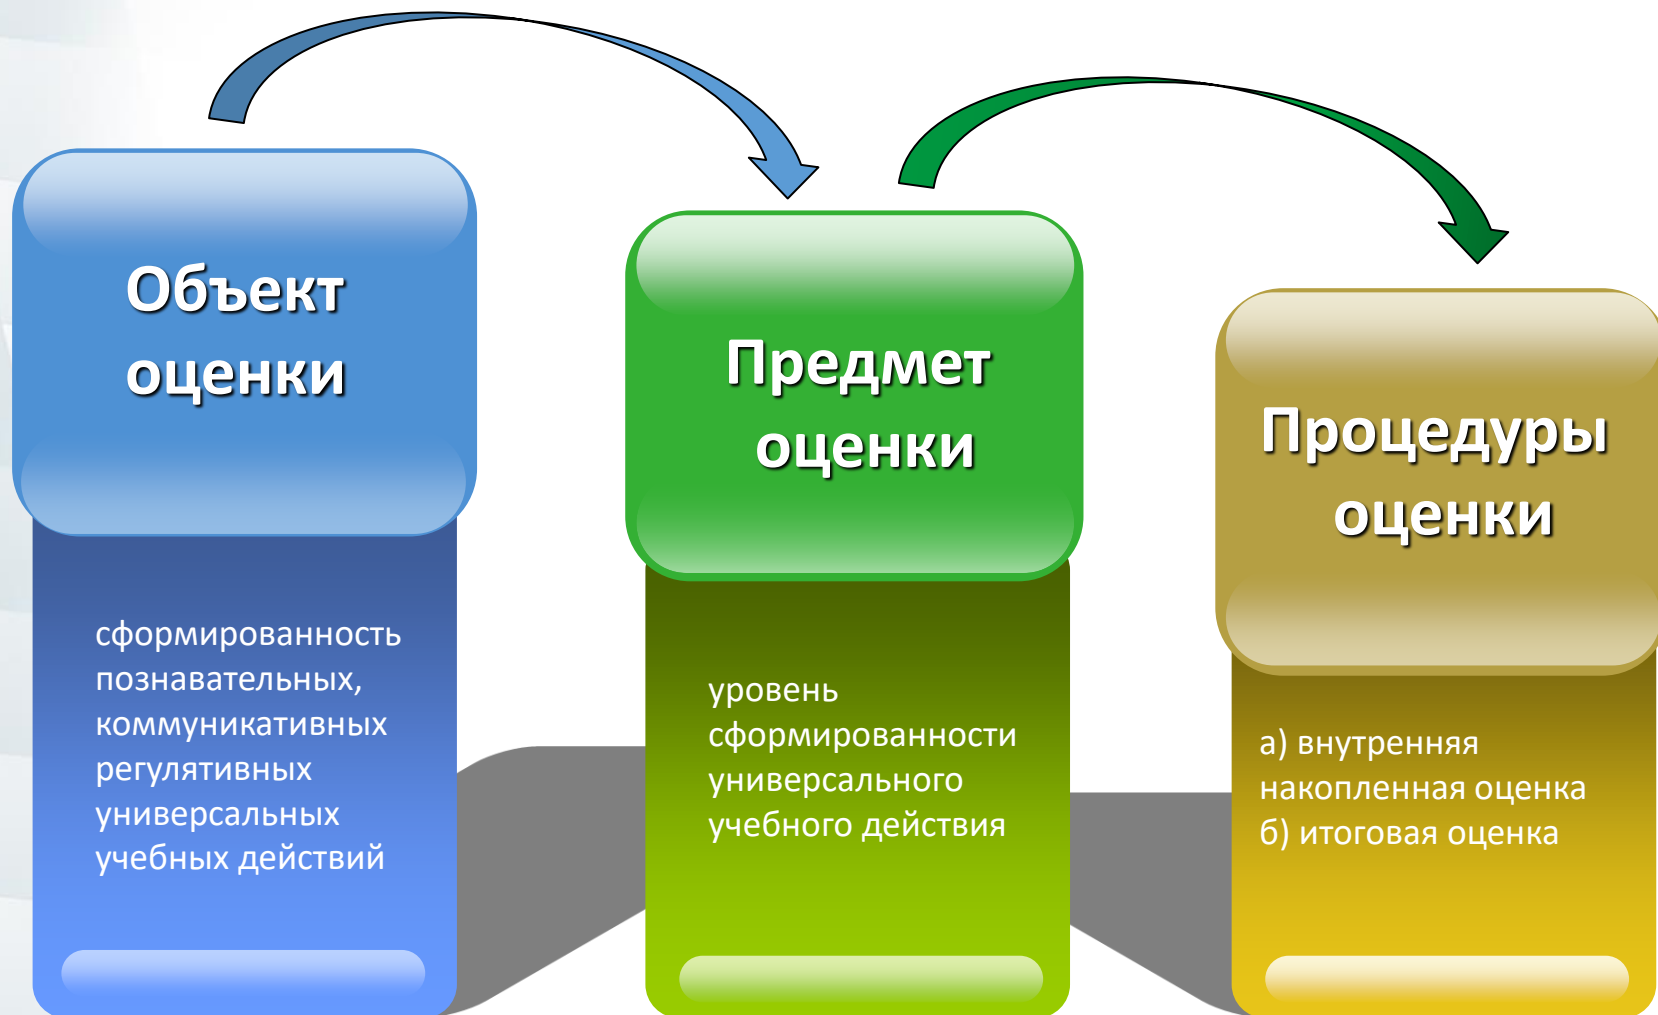 Объект
оценки
сформированность
познавательных,
коммуникативных
регулятивных
универсальных
учебных действий
Предмет
оценки
уровень
сформированности
универсального
учебного действия
Процедуры
оценки
а) внутренняя
накопленная оценка
б) итоговая оценка